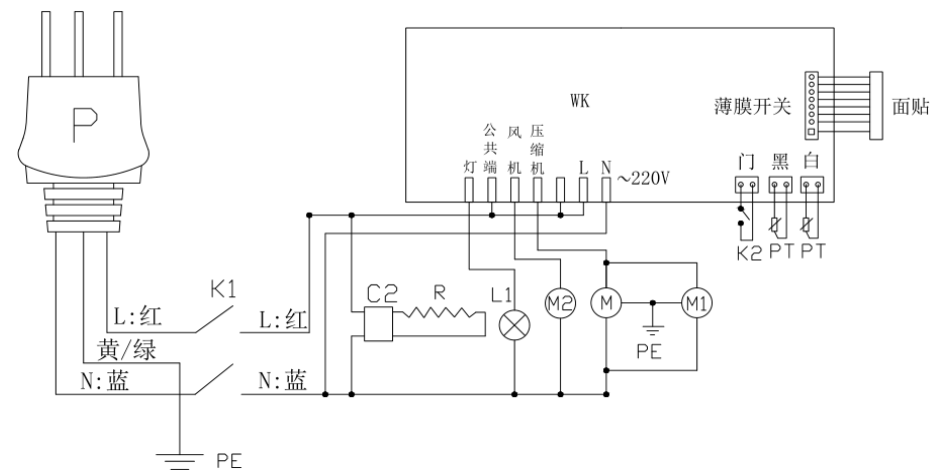 P
WK
薄膜开关
面贴
灯
公共端
风机
压缩机
L
N
～220V
门
黑
白
K2
PT
PT
K1
L:红
L:红
C2
R
L1
M2
M
M1
PE
黄/绿
N:蓝
N:蓝
PE